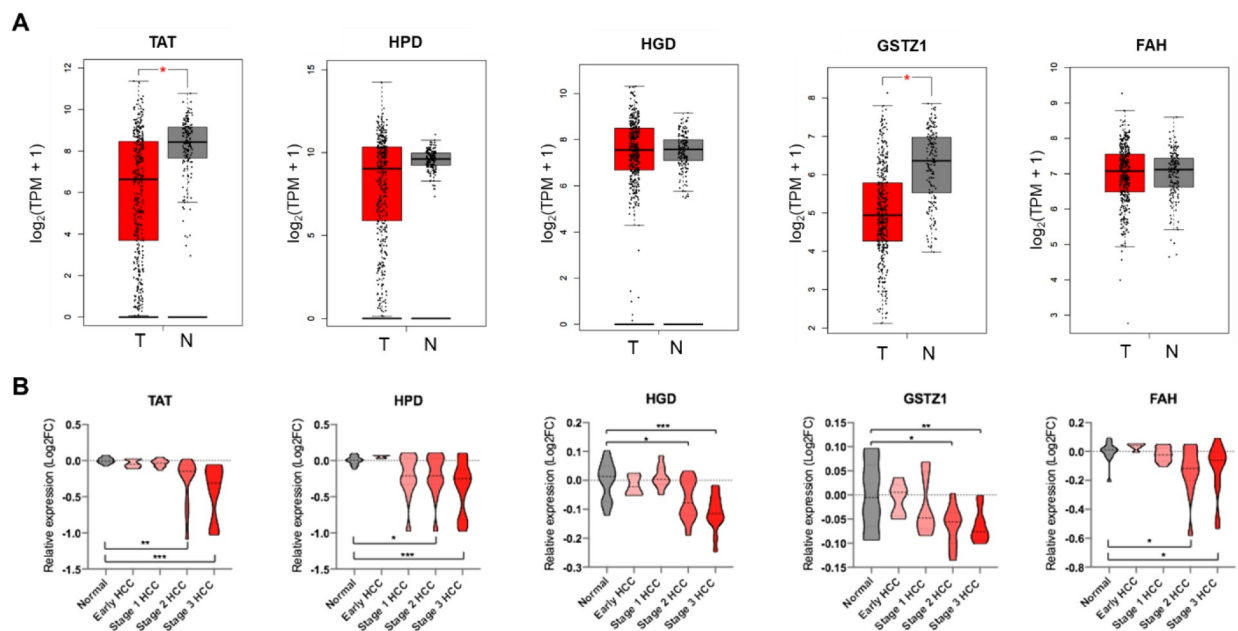 A
TAT
HPD
HGD
GSTZ1
FAH
log2(TPM + 1)
12
10
8
6
4
2
0
*
T N
log2(TPM + 1)
15
10
5
0
T N
log2(TPM + 1)
10
8
6
4
2
0
T N
log2(TPM + 1)
8
7
6
5
4
3
2
*
T N
log2(TPM + 1)
10
9
8
7
6
5
4
3
T N
B
TAT
HPD
HGD
GSTZ1
FAH
Relative expression (Log2FC)
0.5
0.0
-0.5
-1.0
-1.5
**
***
Normal
Early HCC
Stage 1 HCC
Stage 2 HCC
Stage 3 HCC
Relative expression (Log2FC)
0.5
0.0
-0.5
-1.0
-1.5
*
***
Normal
Early HCC
Stage 1 HCC
Stage 2 HCC
Stage 3 HCC
Relative expression (Log2FC)
0.2
0.1
0.0
-0.1
-0.2
-0.3
***
*
Normal
Early HCC
Stage 1 HCC
Stage 2 HCC
Stage 3 HCC
Relative expression (Log2FC)
0.15
0.10
0.05
0.00
-0.05
-0.10
-0.15
**
*
Normal
Early HCC
Stage 1 HCC
Stage 2 HCC
Stage 3 HCC
Relative expression (Log2FC)
0.2
0.0
-0.2
-0.4
-0.6
-0.8
*
*
Normal
Early HCC
Stage 1 HCC
Stage 2 HCC
Stage 3 HCC